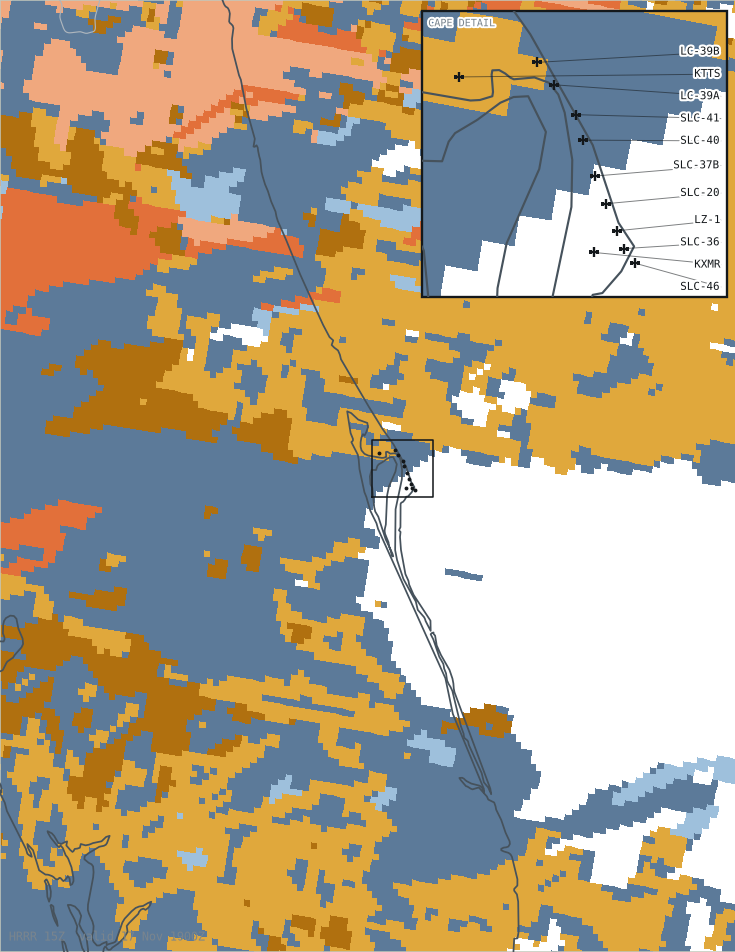 CAPE DETAIL
LC-39B
KTTS
LC-39A
SLC-41
SLC-40
SLC-37B
SLC-20
LZ-1
SLC-36
KXMR
SLC-46
HRRR 15Z Nov